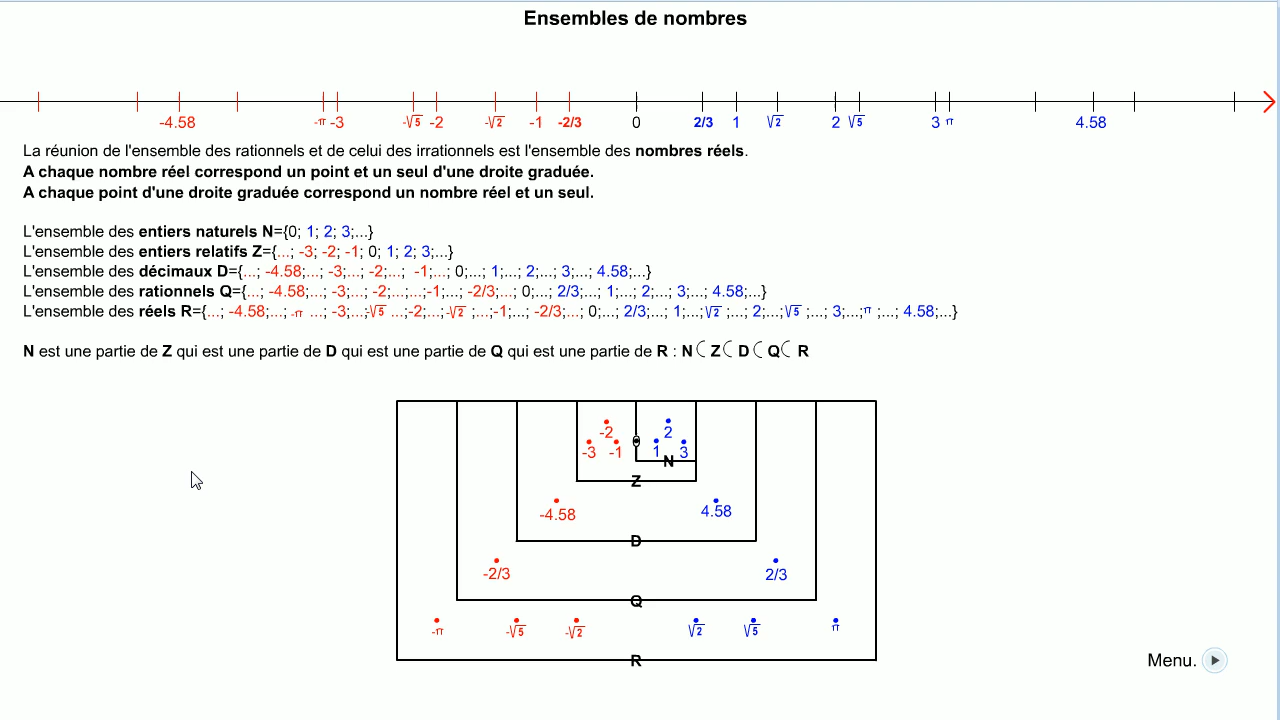 Ensembles de nombres
-4.58 -π -3 -√5 -2 -√2 -1 -2/3 0 2/3 1 √2 2 √5 3 π 4.58
La réunion de l'ensemble des rationnels et de celui des irrationnels est l'ensemble des nombres réels.
A chaque nombre réel correspond un point et un seul d'une droite graduée.
A chaque point d'une droite graduée correspond un nombre réel et un seul.
L'ensemble des entiers naturels N={0; 1; 2; 3;...}
L'ensemble des entiers relatifs Z={...; -3; -2; -1; 0; 1; 2; 3;...}
L'ensemble des décimaux D={...; -4.58;...; -3;...; -2;...; -1;...; 0;...; 1;...; 2;...; 3;...; 4.58;...}
L'ensemble des rationnels Q={...; -4.58;...; -3;...; -2;...;...;-1;...; -2/3;...; 0;...; 2/3;...; 1;...; 2;...; 3;...; 4.58;...}
L'ensemble des réels R={...; -4.58;...; -π ...; -3;...;-√5 ...;-2;...;-√2 ;...;-1;...; -2/3;...; 0;...; 2/3;...; 1;...;√2 ;...; 2;...;√5 ;...; 3;...;π ;...; 4.58;...}
N est une partie de Z qui est une partie de D qui est une partie de Q qui est une partie de R : N⊂ Z⊂ D⊂ Q⊂ R
-2 2
-3 -1 0 1 3
N
Z
-4.58 4.58
D
-2/3 2/3
Q
-π -√5 -√2 √2 √5 π
R
Menu.